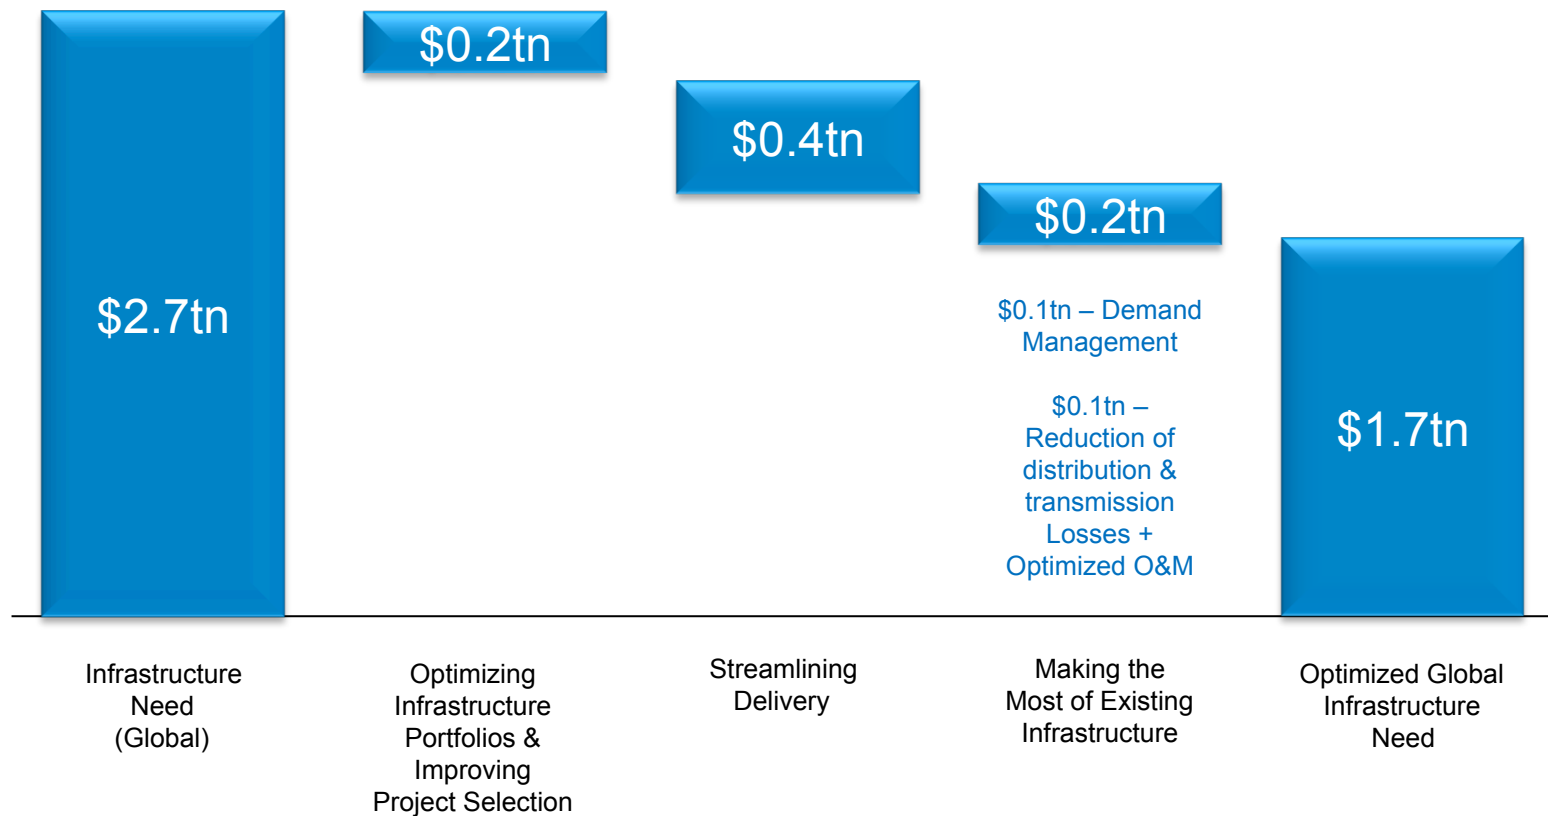 $2.7tn
$0.2tn
$0.4tn
$0.2tn
$0.1tn – Demand
Management
$0.1tn –
Reduction of
distribution &
transmission
Losses +
Optimized O&M
$1.7tn
Infrastructure
Need
(Global)
Optimizing
Infrastructure
Portfolios &
Improving
Project Selection
Streamlining
Delivery
Making the
Most of Existing
Infrastructure
Optimized Global
Infrastructure
Need